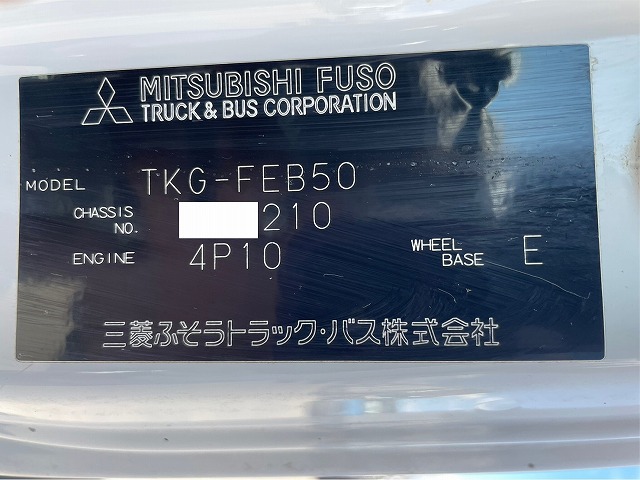 MITSUBISHI FUSO
TRUCK & BUS CORPORATION
MODEL TKG-FEB50
CHASSIS NO. 210
ENGINE 4P10 WHEEL BASE E
三菱ふそうトラック・バス株式会社